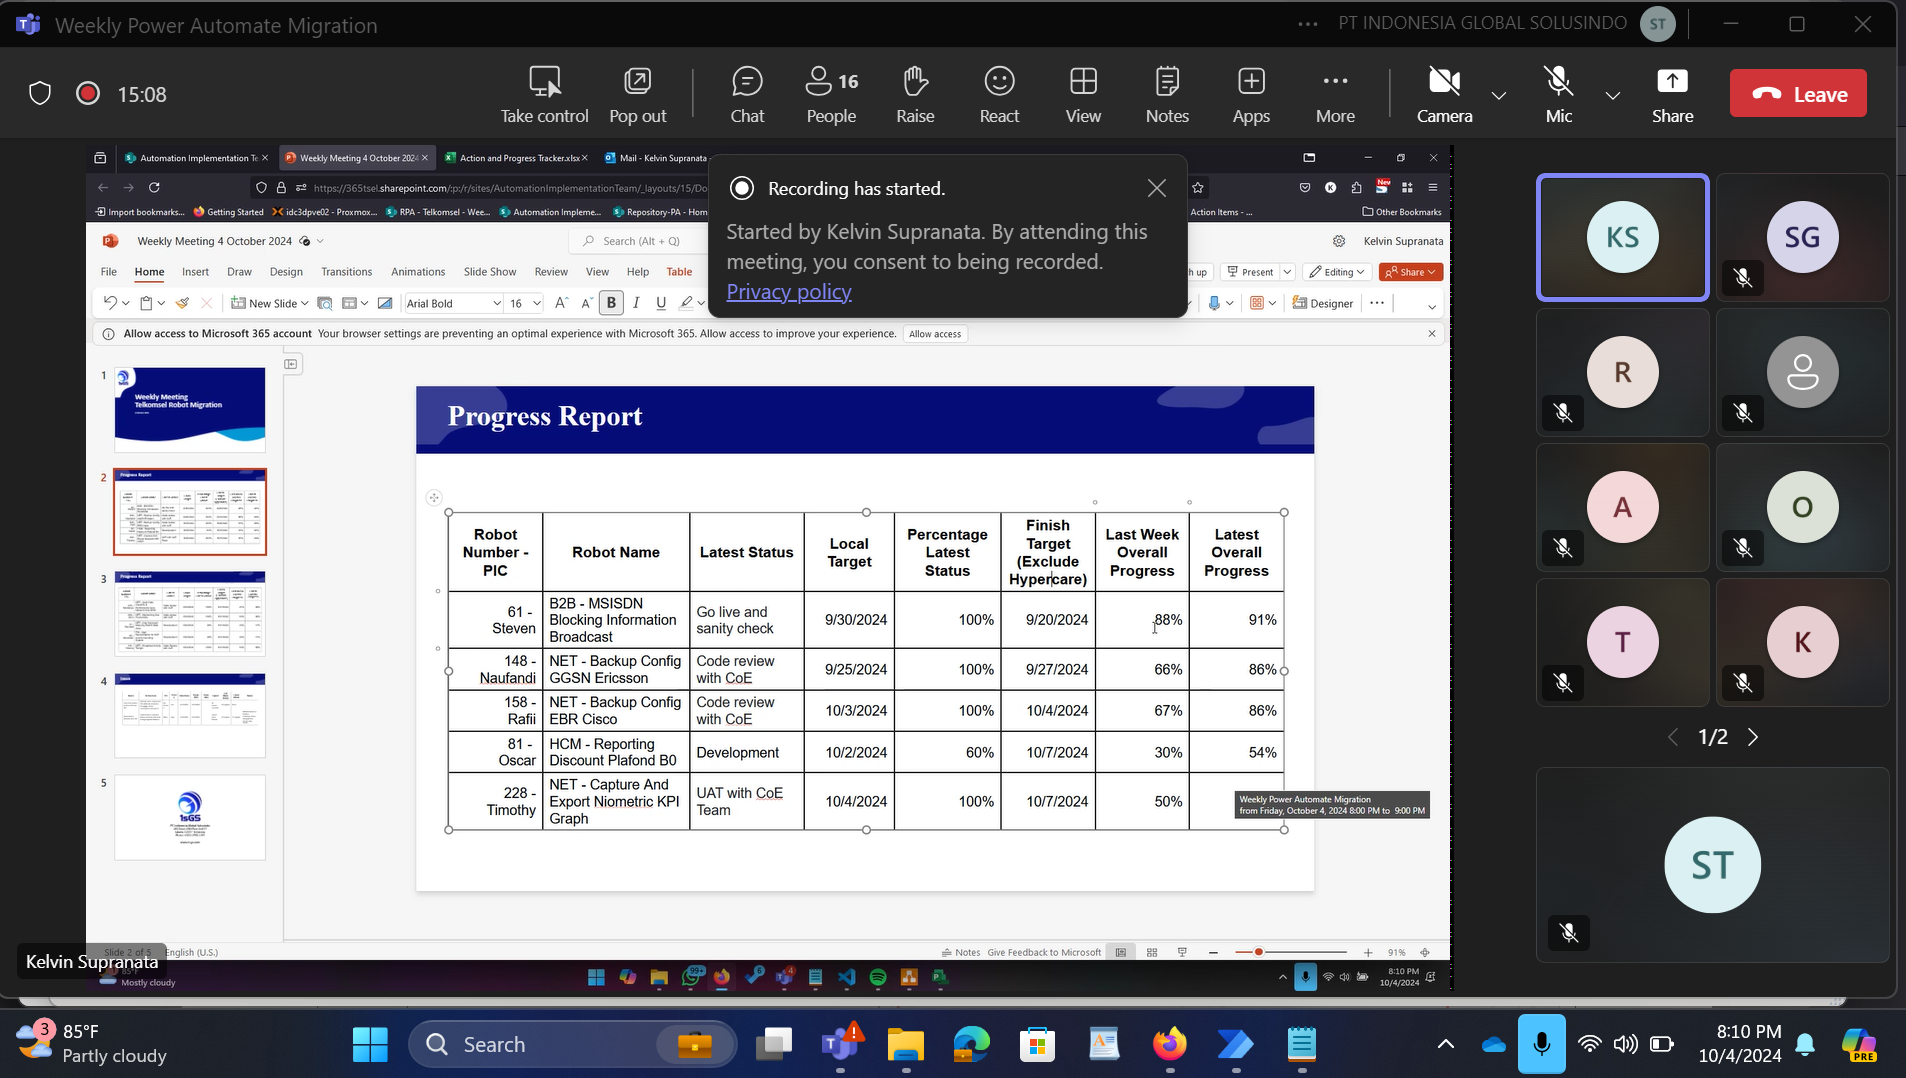 Weekly Power Automate Migration
PT INDONESIA GLOBAL SOLUSINDO
ST
15:08
Take control
Pop out
Chat
16
People
Raise
React
View
Notes
Apps
More
Camera
Mic
Share
Leave
Automation Implementation Te
Weekly Meeting 4 October 2024
Action and Progress Tracker.xlsx
Mail - Kelvin Supranata
https://365tsel.sharepoint.com/:p:/r/sites/AutomationImplementationTeam/_layouts/15/Do
New
Import bookmarks...
Getting Started
idc3dpve02 - Proxmox...
RPA - Telkomsel - Wee...
Automation Impleme...
Repository-PA - Hom
Action Items - ...
Other Bookmarks
Recording has started.
Started by Kelvin Supranata. By attending this
meeting, you consent to being recorded.
Privacy policy
Weekly Meeting 4 October 2024
Search (Alt + Q)
Kelvin Supranata
File
Home
Insert
Draw
Design
Transitions
Animations
Slide Show
Review
View
Help
Table
h up
Present
Editing
Share
New Slide
Arial Bold
16
B
I
U
Designer
Allow access to Microsoft 365 account Your browser settings are preventing an optimal experience with Microsoft 365. Allow access to improve your experience.
Allow access
1
Weekly Meeting
Telkomsel Robot Migration
2
Progress Report
3
Progress Report
4
5
1sGS
Progress Report
Robot Number - PIC
Robot Name
Latest Status
Local Target
Percentage Latest Status
Finish Target (Exclude Hypercare)
Last Week Overall Progress
Latest Overall Progress
61 - Steven
B2B - MSISDN Blocking Information Broadcast
Go live and sanity check
9/30/2024
100%
9/20/2024
88%
91%
148 - Naufandi
NET - Backup Config GGSN Ericsson
Code review with CoE
9/25/2024
100%
9/27/2024
66%
86%
158 - Rafii
NET - Backup Config EBR Cisco
Code review with CoE
10/3/2024
100%
10/4/2024
67%
86%
81 - Oscar
HCM - Reporting Discount Plafond B0
Development
10/2/2024
60%
10/7/2024
30%
54%
228 - Timothy
NET - Capture And Export Niometric KPI Graph
UAT with CoE Team
10/4/2024
100%
10/7/2024
50%
Weekly Power Automate Migration
from Friday, October 4, 2024 8:00 PM to 9:00 PM
KS
SG
R
A
O
T
K
1/2
ST
Slide 2 of 5
English (U.S.)
Notes
Give Feedback to Microsoft
91%
Kelvin Supranata
85°F
Mostly cloudy
99+
6
4
8:10 PM
10/4/2024
3
85°F
Partly cloudy
Search
8:10 PM
10/4/2024
PRE